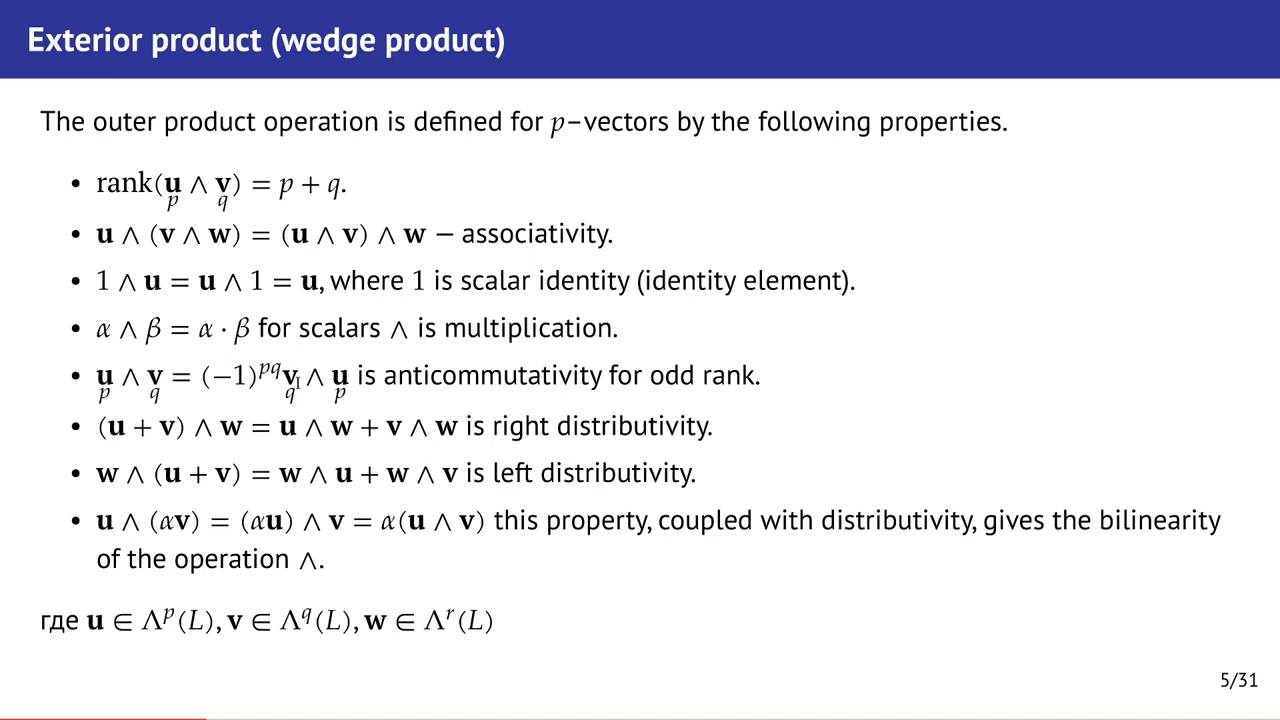 Exterior product (wedge product)
The outer product operation is defined for p–vectors by the following properties.
• rank(u ∧ v) = p + q.
p q
• u ∧ (v ∧ w) = (u ∧ v) ∧ w — associativity.
• 1 ∧ u = u ∧ 1 = u, where 1 is scalar identity (identity element).
• α ∧ β = α · β for scalars ∧ is multiplication.
• u ∧ v = (−1)^{pq} v ∧ u is anticommutativity for odd rank.
p q q p
• (u + v) ∧ w = u ∧ w + v ∧ w is right distributivity.
• w ∧ (u + v) = w ∧ u + w ∧ v is left distributivity.
• u ∧ (αv) = (αu) ∧ v = α(u ∧ v) this property, coupled with distributivity, gives the bilinearity
of the operation ∧.
где u ∈ Λ^p(L), v ∈ Λ^q(L), w ∈ Λ^r(L)
5/31